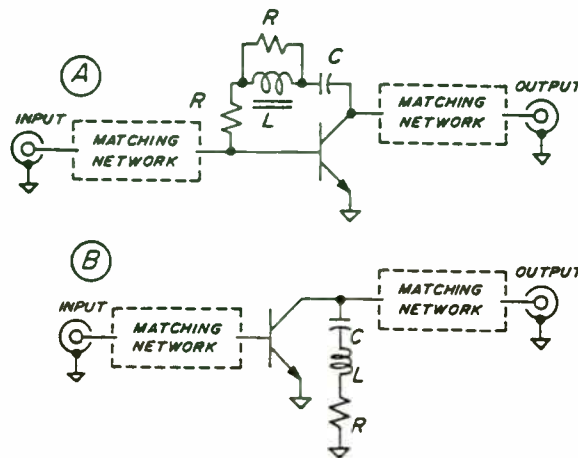 R
C
A
R
L
INPUT
MATCHING
NETWORK
MATCHING
NETWORK
OUTPUT
B
INPUT
MATCHING
NETWORK
C
L
R
MATCHING
NETWORK
OUTPUT